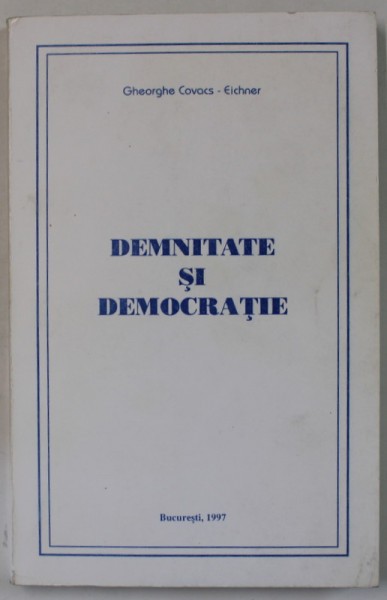 Gheorghe Covacs - Eichner
DEMNITATE
ŞI
DEMOCRAŢIE
Bucureşti, 1997